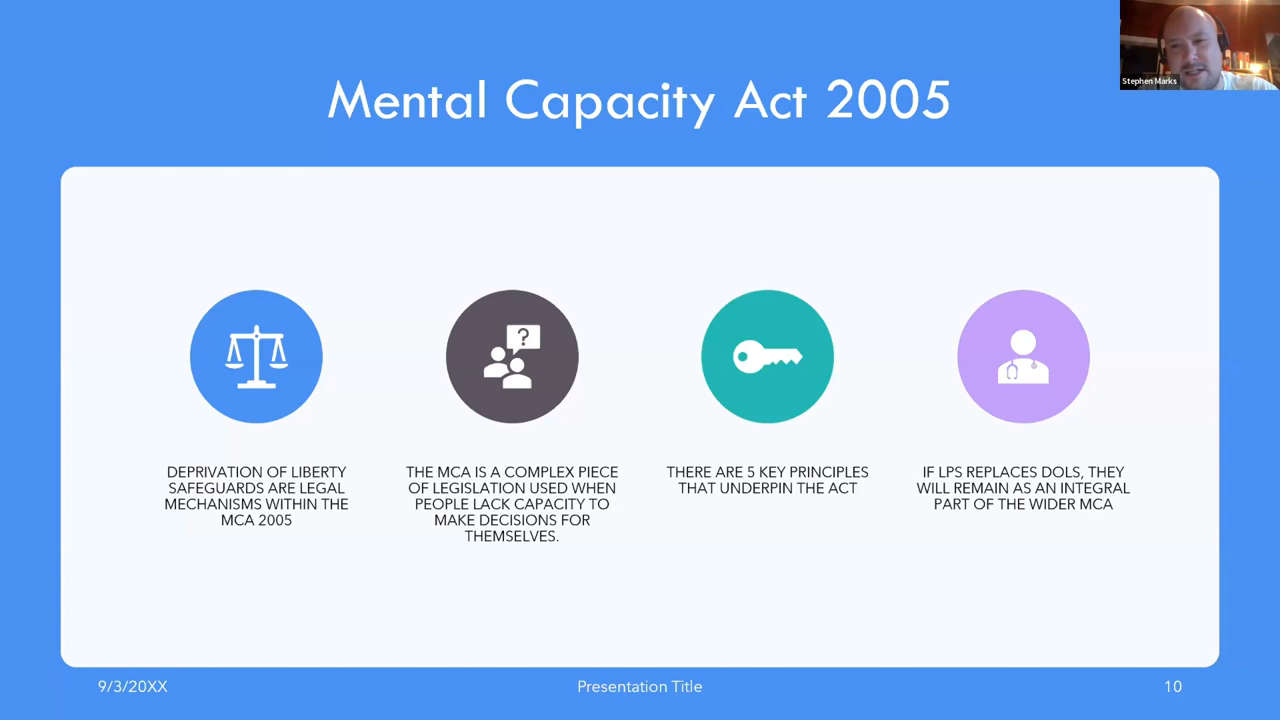 Stephen Marks
Mental Capacity Act 2005
?
DEPRIVATION OF LIBERTY
SAFEGUARDS ARE LEGAL
MECHANISMS WITHIN THE
MCA 2005
THE MCA IS A COMPLEX PIECE
OF LEGISLATION USED WHEN
PEOPLE LACK CAPACITY TO
MAKE DECISIONS FOR
THEMSELVES.
THERE ARE 5 KEY PRINCIPLES
THAT UNDERPIN THE ACT
IF LPS REPLACES DOLS, THEY
WILL REMAIN AS AN INTEGRAL
PART OF THE WIDER MCA
9/3/20XX
Presentation Title
10